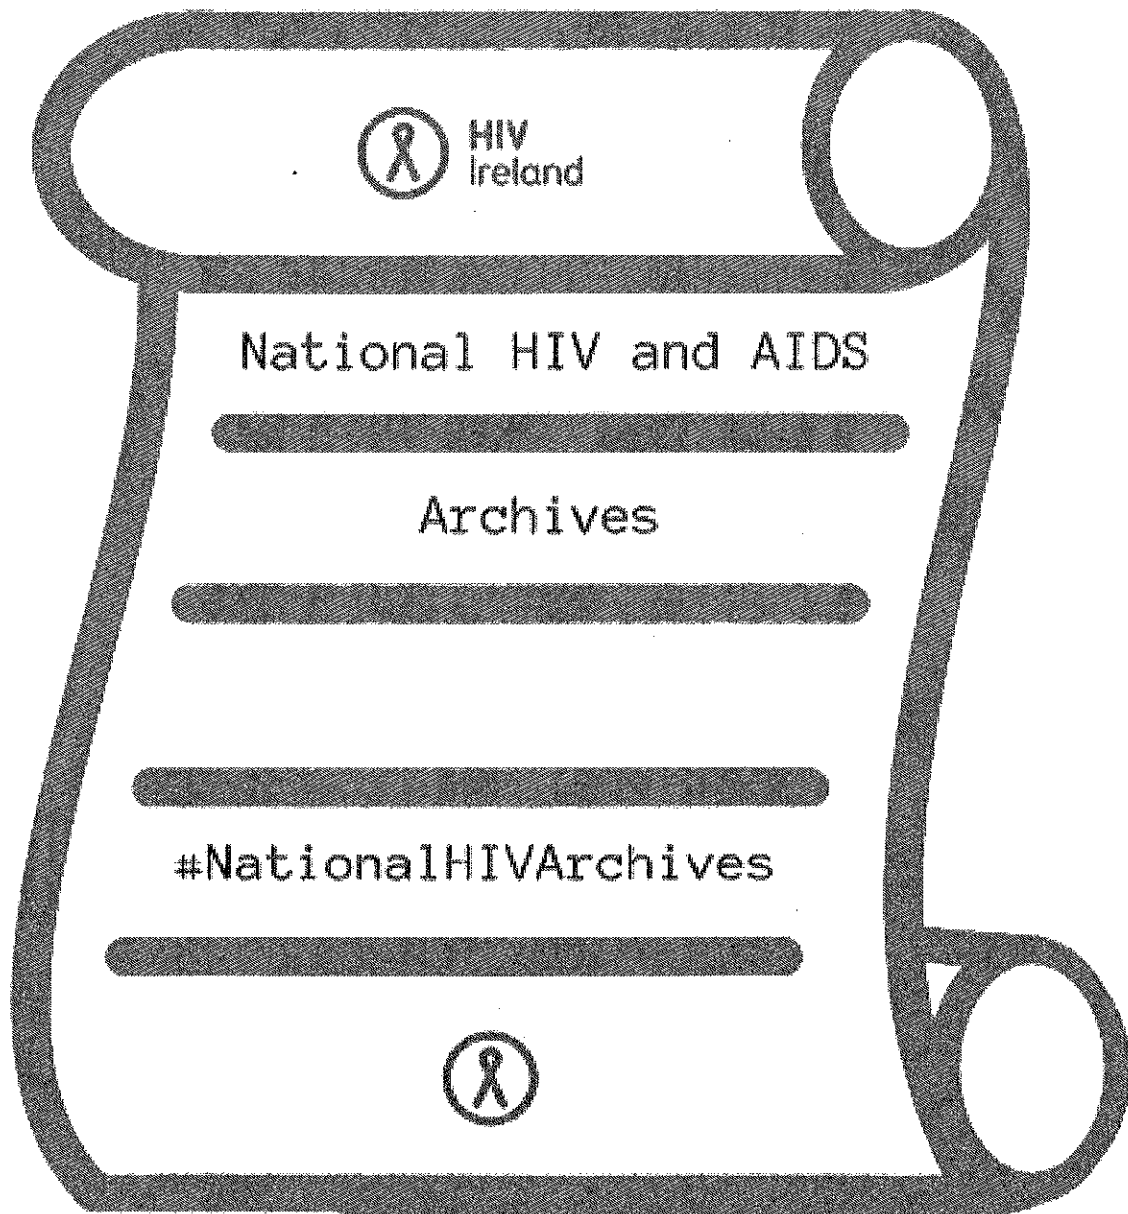 HIV
Ireland
National HIV and AIDS
Archives
#NationalHIVArchives